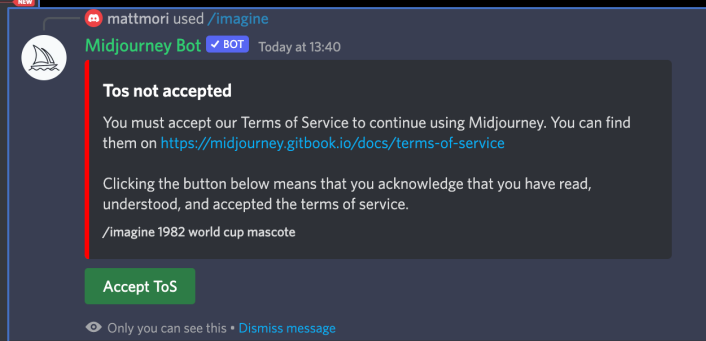 NEW
mattmori used /imagine
Midjourney Bot ✓ BOT Today at 13:40
Tos not accepted
You must accept our Terms of Service to continue using Midjourney. You can find
them on https://midjourney.gitbook.io/docs/terms-of-service
Clicking the button below means that you acknowledge that you have read,
understood, and accepted the terms of service.
/imagine 1982 world cup mascote
Accept ToS
Only you can see this • Dismiss message